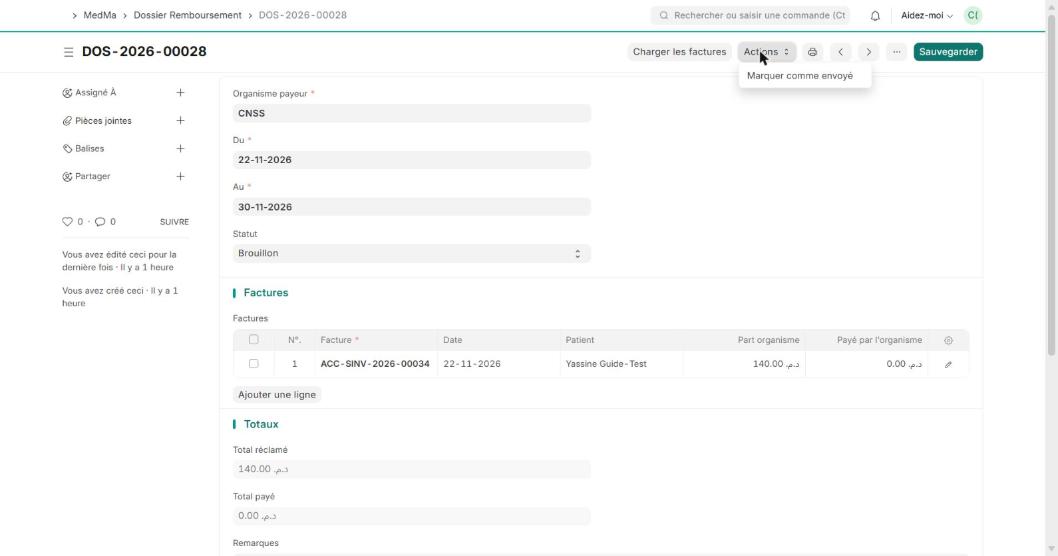 MedMa
Dossier Remboursement
DOS-2026-00028
Rechercher ou saisir une commande (Ct
Aidez-moi
C(
DOS-2026-00028
Charger les factures
Actions
Sauvegarder
Marquer comme envoyé
Assigné À
Pièces jointes
Balises
Partager
0 · 0
SUIVRE
Vous avez édité ceci pour la
dernière fois · Il y a 1 heure
Vous avez créé ceci · Il y a 1
heure
Organisme payeur *
CNSS
Du *
22-11-2026
Au *
30-11-2026
Statut
Brouillon
Factures
Factures
N°. Facture * Date Patient Part organisme Payé par l'organisme
1 ACC-SINV-2026-00034 22-11-2026 Yassine Guide-Test 140.00 د.م. 0.00 د.م.
Ajouter une ligne
Totaux
Total réclamé
140.00 د.م.
Total payé
0.00 د.م.
Remarques